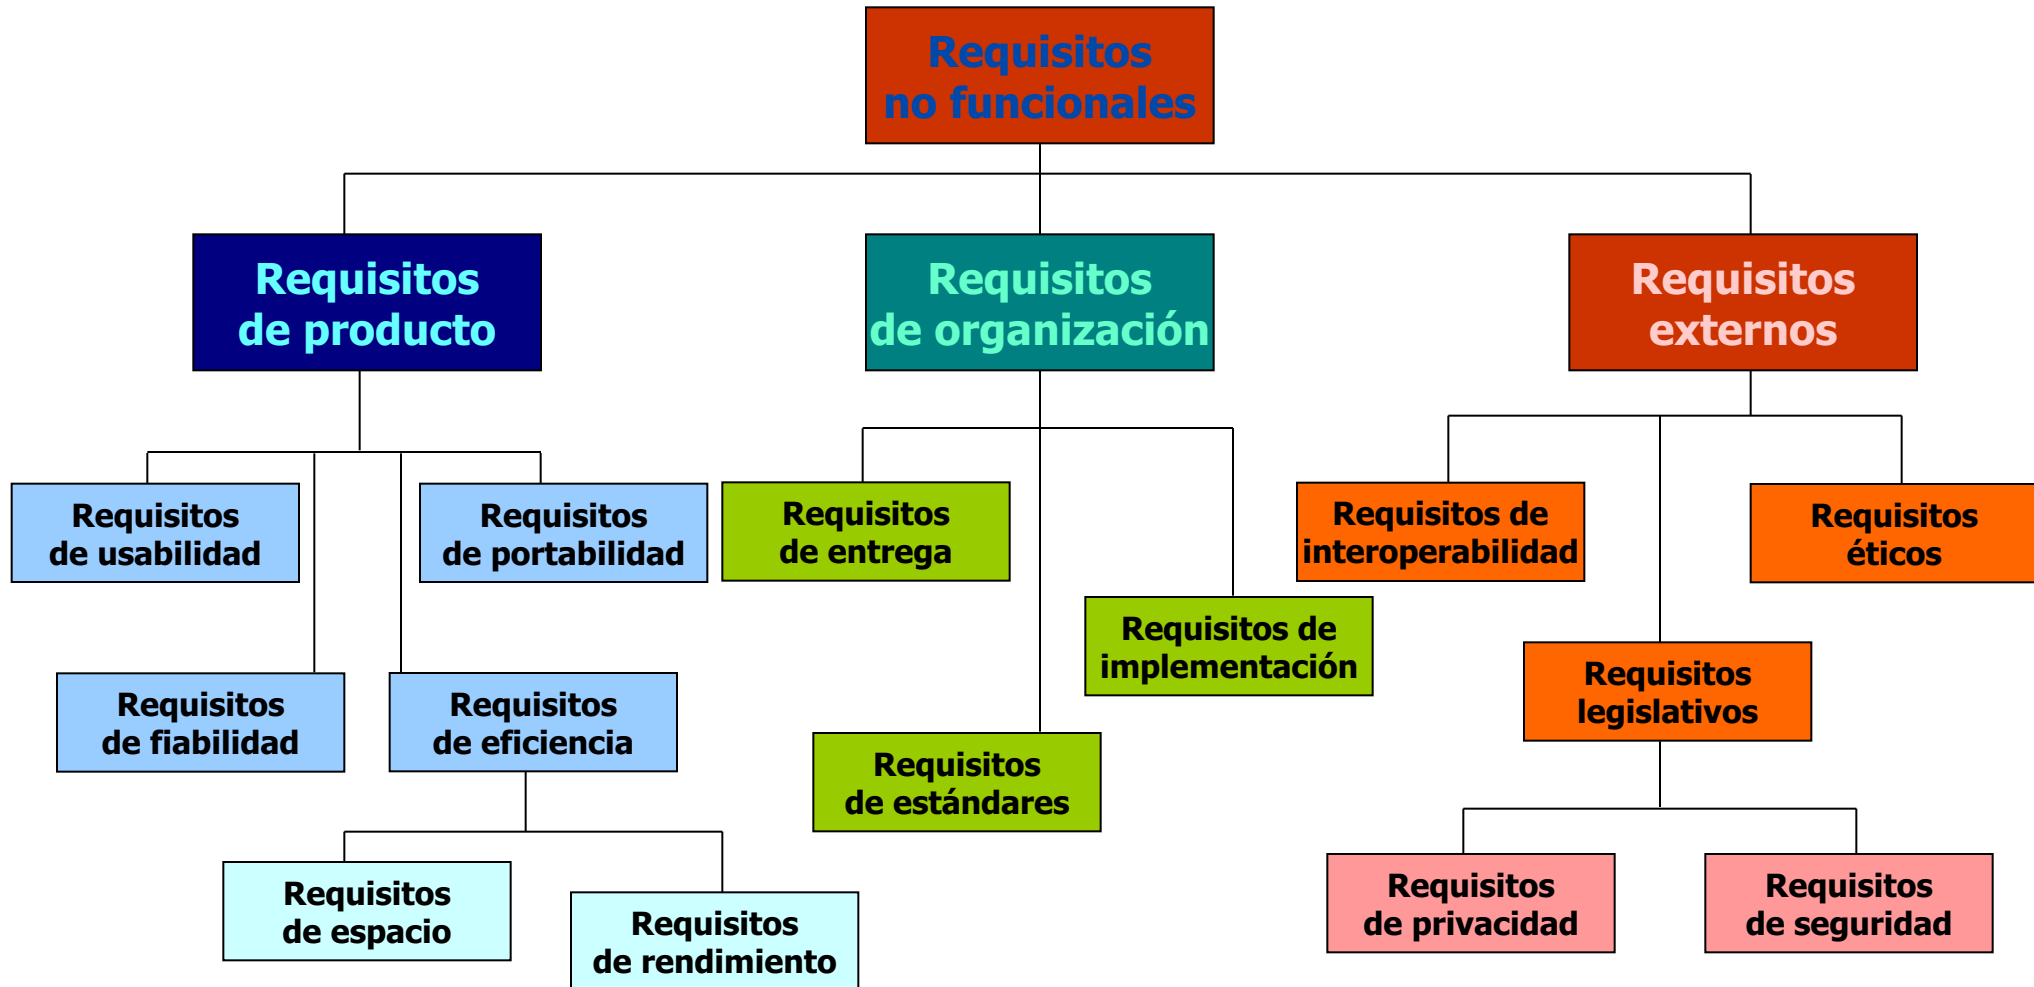 Requisitos
no funcionales
Requisitos
de producto
Requisitos
de organización
Requisitos
externos
Requisitos
de usabilidad
Requisitos
de portabilidad
Requisitos
de entrega
Requisitos de
interoperabilidad
Requisitos
éticos
Requisitos de
implementación
Requisitos
legislativos
Requisitos
de fiabilidad
Requisitos
de eficiencia
Requisitos
de estándares
Requisitos
de espacio
Requisitos
de rendimiento
Requisitos
de privacidad
Requisitos
de seguridad